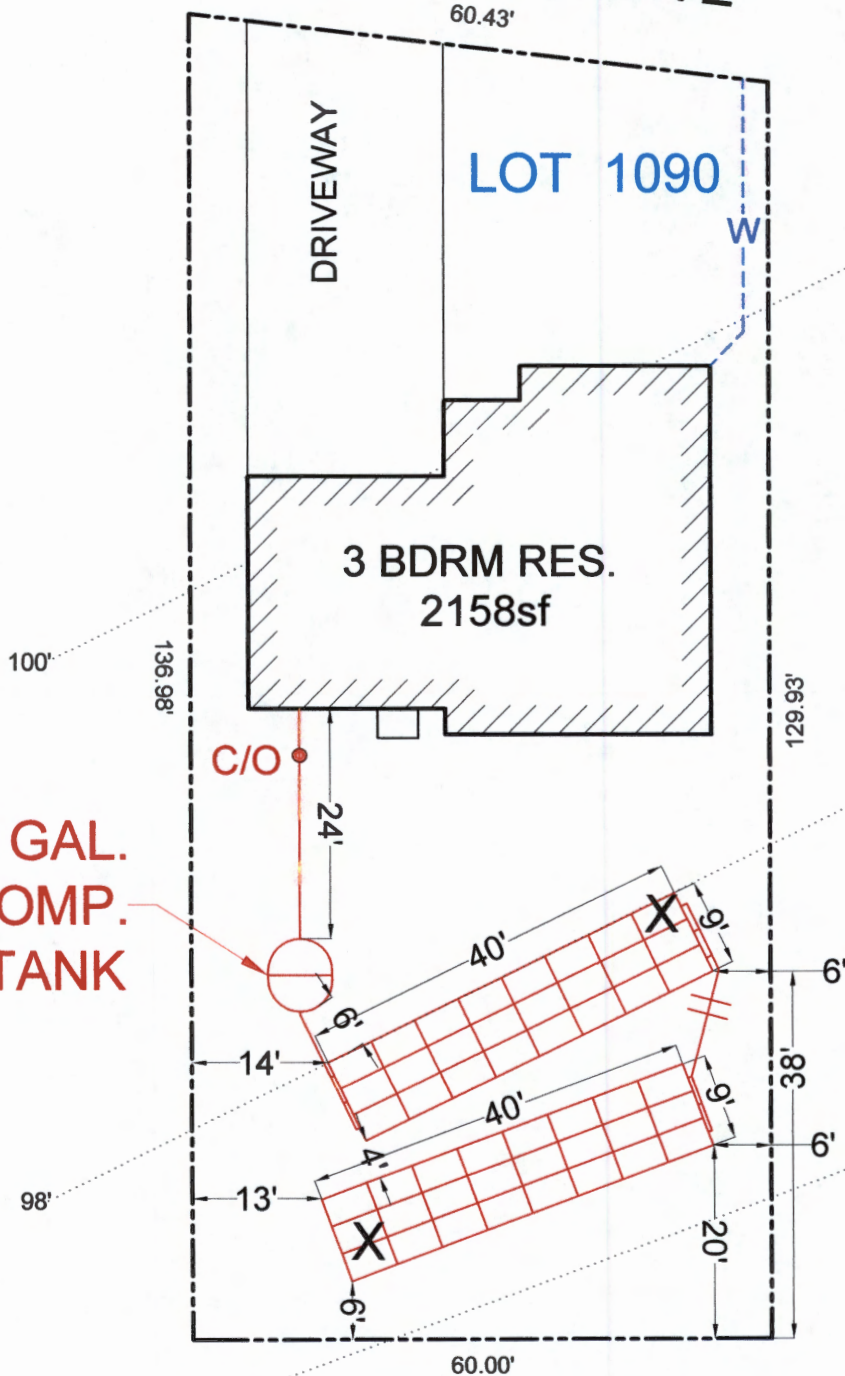 60.43'
DRIVEWAY
LOT 1090
W
3 BDRM RES.
2158sf
100'
136.98'
129.93'
C/O
24'
GAL.
OMP.
TANK
X
40'
9'
6'
6'
14'
38'
40'
9'
4'
6'
98'
13'
X
20'
6'
60.00'